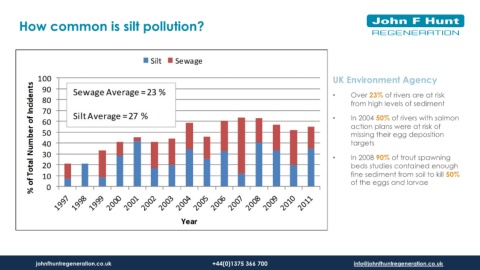 How common is silt pollution?
John F Hunt
REGENERATION
Silt Sewage
100
90
80
70
60
50
40
30
20
10
0
% of Total Number of Incidents
Sewage Average = 23 %
Silt Average = 27 %
1997 1998 1999 2000 2001 2002 2003 2004 2005 2006 2007 2008 2009 2010 2011
Year
UK Environment Agency
• Over 23% of rivers are at risk
from high levels of sediment
• In 2004 50% of rivers with salmon
action plans were at risk of
missing their egg deposition
targets
• In 2008 90% of trout spawning
beds studies contained enough
fine sediment from soil to kill 50%
of the eggs and larvae
johnfhuntregeneration.co.uk +44(0)1375 366 700 info@johnfhuntregeneration.co.uk